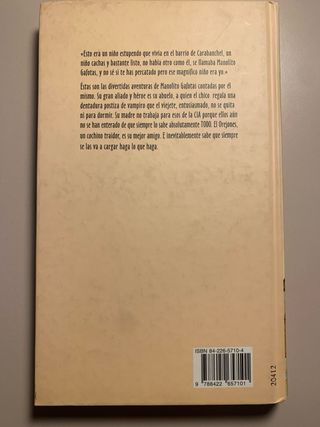 «Esto era un niño estupendo que vivía en el barrio de Carabanchel, un
niño cachas y bastante listo, no había otro como él, se llamaba Manolito
Gafotas, y no sé si te has percatado pero ese magnífico niño era yo.»
Éstas son las divertidas aventuras de Manolito Gafotas contadas por él
mismo. Su gran aliado y héroe es su abuelo, a quien el chico regala una
dentadura postiza de vampiro que el viejete, entusiasmado, no se quita
ni para dormir. Su madre no trabaja para esos de la CIA porque ellos aún
no se han enterado de que siempre lo sabe absolutamente TODO. El Orejones,
un cochino traidor, es su mejor amigo. E inevitablemente sabe que siempre
se las va a cargar haga lo que haga.
ISBN 84-226-5710-4
9 788422 657101
20412